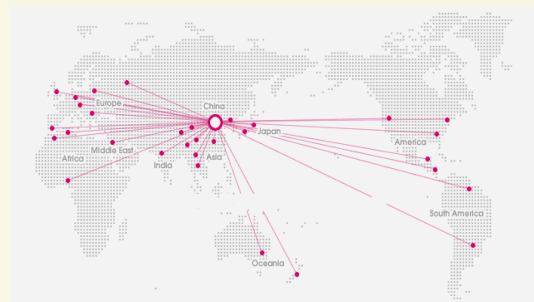 China
Europe
Japan
America
Middle East
Africa
India
Asia
South America
Oceania